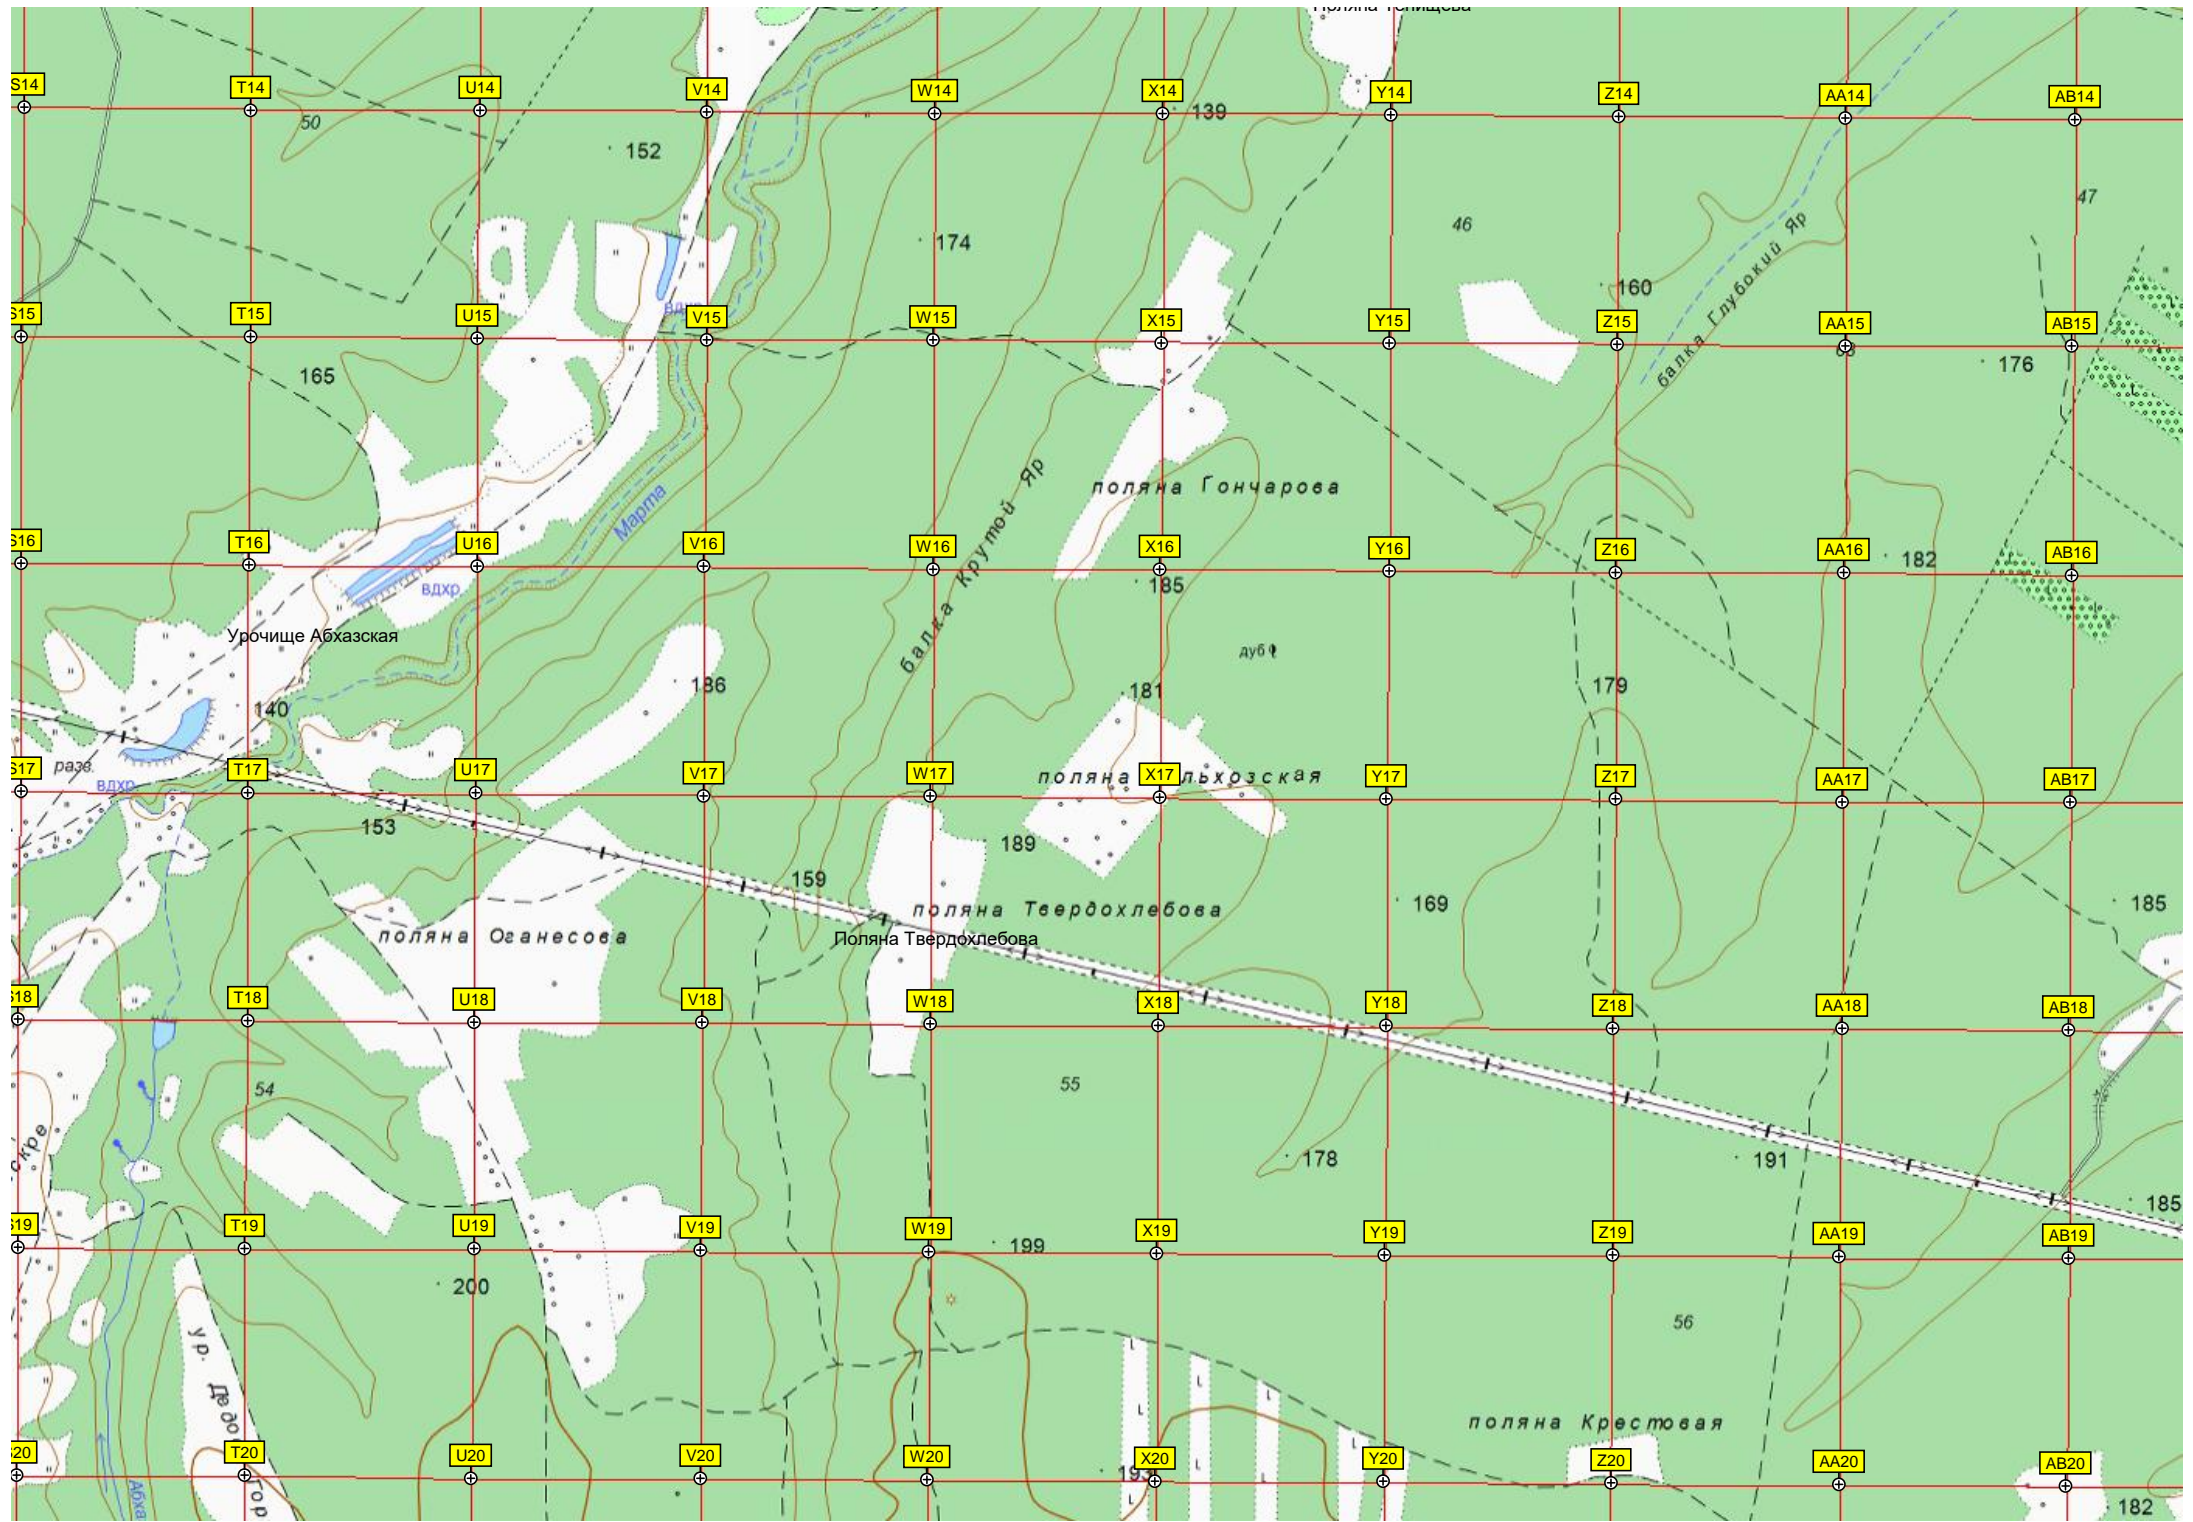 S14 T14 U14 V14 W14 X14 Y14 Z14 AA14 AB14
50
152
139
47
46
174
160
вдхр.
балка Глубокий Яр
S15 T15 U15 V15 W15 X15 Y15 Z15 AA15 AB15
165
176
балка Крутой Яр
поляна Гончарова
Марта
S16 T16 U16 V16 W16 X16 Y16 Z16 AA16 AB16
182
185
вдхр.
Урочище Абхазская
дуб
186
181
179
140
разв.
вдхр.
S17 T17 U17 V17 W17 X17 Y17 Z17 AA17 AB17
поляна льхозская
153
189
159
169
185
поляна Твердохлебова
поляна Оганесова
Поляна Твердохлебова
S18 T18 U18 V18 W18 X18 Y18 Z18 AA18 AB18
54
55
скре
178
191
185
S19 T19 U19 V19 W19 X19 Y19 Z19 AA19 AB19
199
200
56
ур.
поляна Крестовая
S20 T20 U20 V20 W20 X20 Y20 Z20 AA20 AB20
193
Абха
гор
182